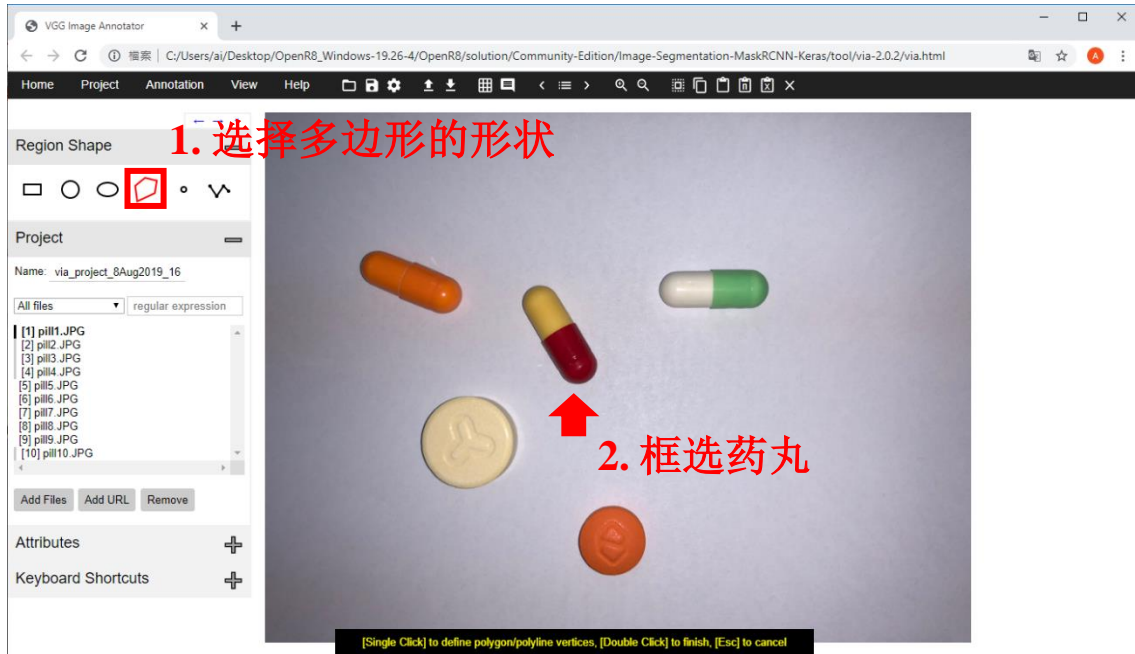 VGG Image Annotator
檔案 | C:/Users/ai/Desktop/OpenR8_Windows-19.26-4/OpenR8/solution/Community-Edition/Image-Segmentation-MaskRCNN-Keras/tool/via-2.0.2/via.html
A
Home Project Annotation View Help
1. 选择多边形的形状
Region Shape
Project
Name: via_project_8Aug2019_16
All files regular expression
[1] pill1.JPG
[2] pill2.JPG
[3] pill3.JPG
[4] pill4.JPG
[5] pill5.JPG
[6] pill6.JPG
[7] pill7.JPG
[8] pill8.JPG
[9] pill9.JPG
[10] pill10.JPG
2. 框选药丸
Add Files Add URL Remove
Attributes
Keyboard Shortcuts
[Single Click] to define polygon/polyline vertices, [Double Click] to finish, [Esc] to cancel